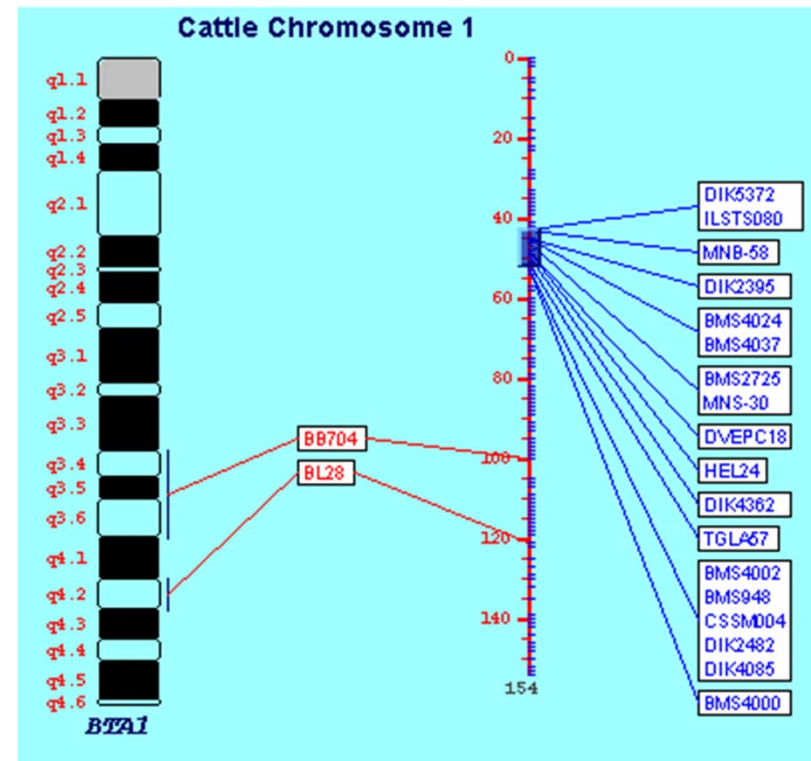 Cattle Chromosome 1
q1.1
q1.2
q1.3
q1.4
q2.1
q2.2
q2.3
q2.4
q2.5
q3.1
q3.2
q3.3
q3.4
q3.5
q3.6
q4.1
q4.2
q4.3
q4.4
q4.5
q4.6
BTA1
BB704
BL28
0
20
40
60
80
100
120
140
154
DIK5372
ILSTS080
MNB-58
DIK2395
BMS4024
BMS4037
BMS2725
MNS-30
DVEPC18
HEL24
DIK4362
TGLA57
BMS4002
BMS948
CSSM004
DIK2482
DIK4085
BMS4000